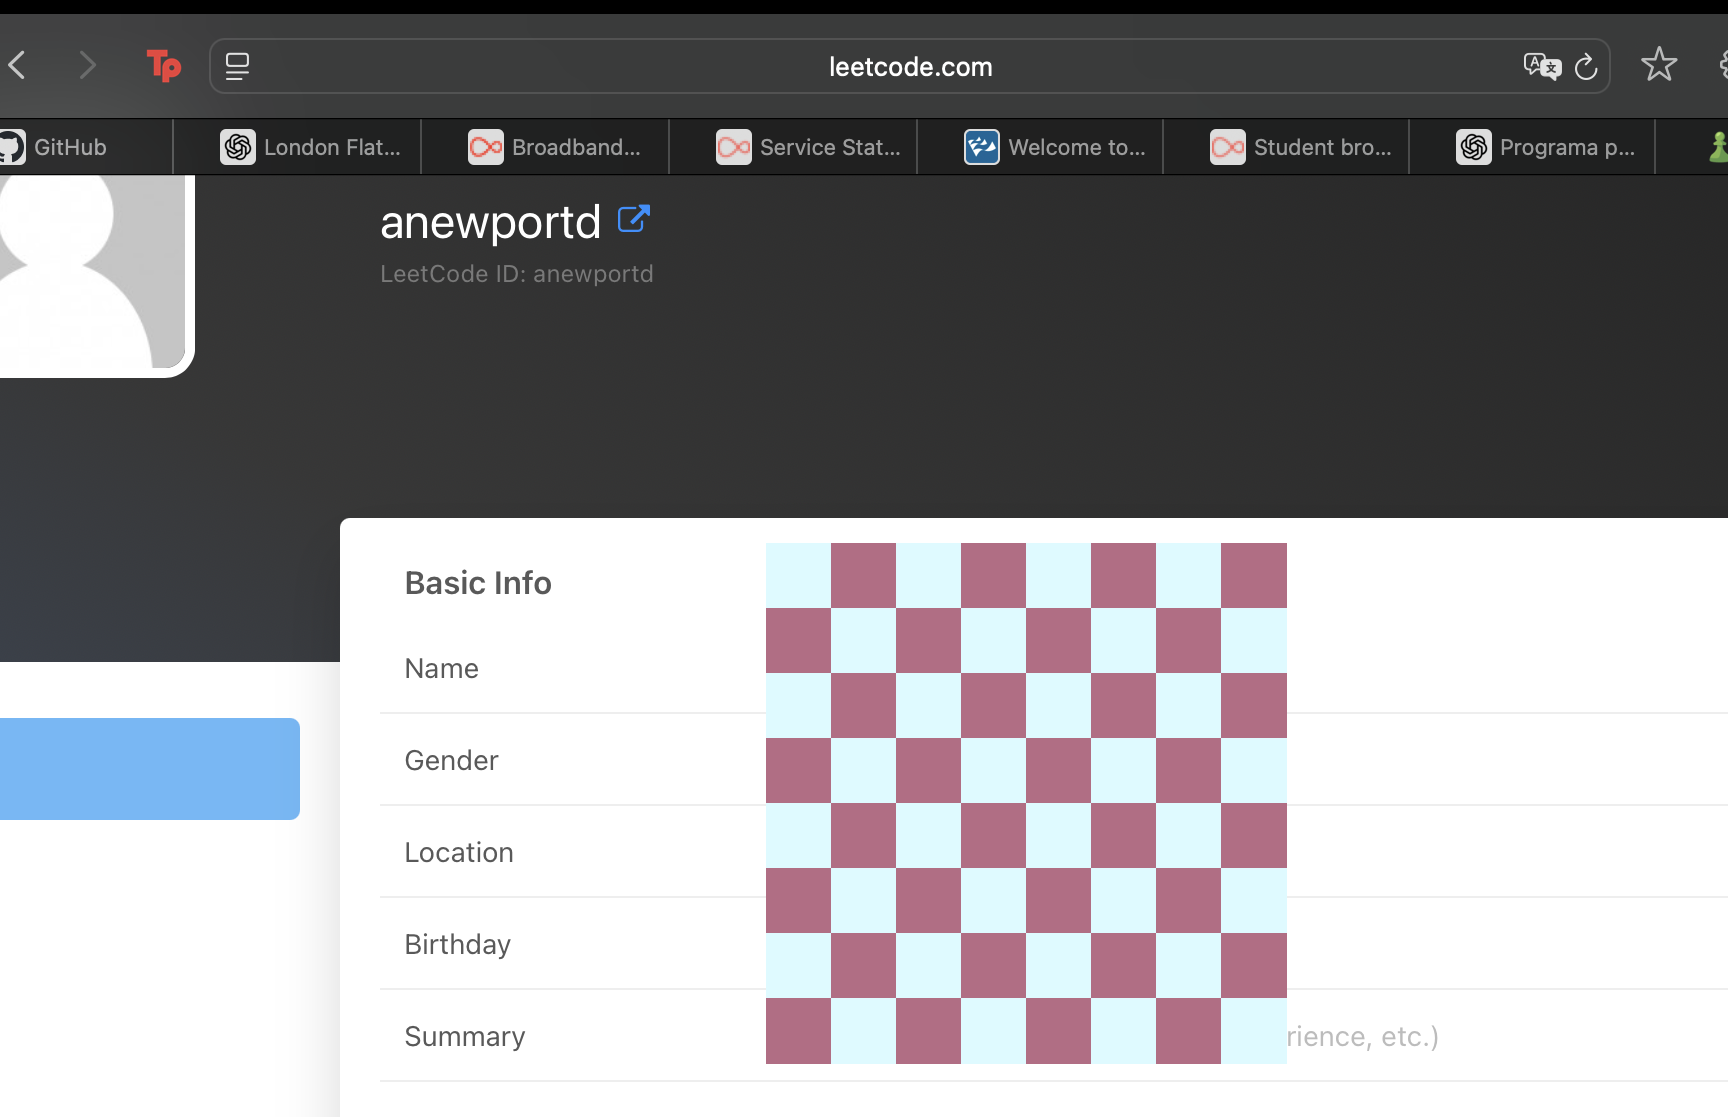 leetcode.com
GitHub
London Flat...
Broadband...
Service Stat...
Welcome to...
Student bro...
Programa p...
anewportd
LeetCode ID: anewportd
Basic Info
Name
Gender
Location
Birthday
Summary rience, etc.)